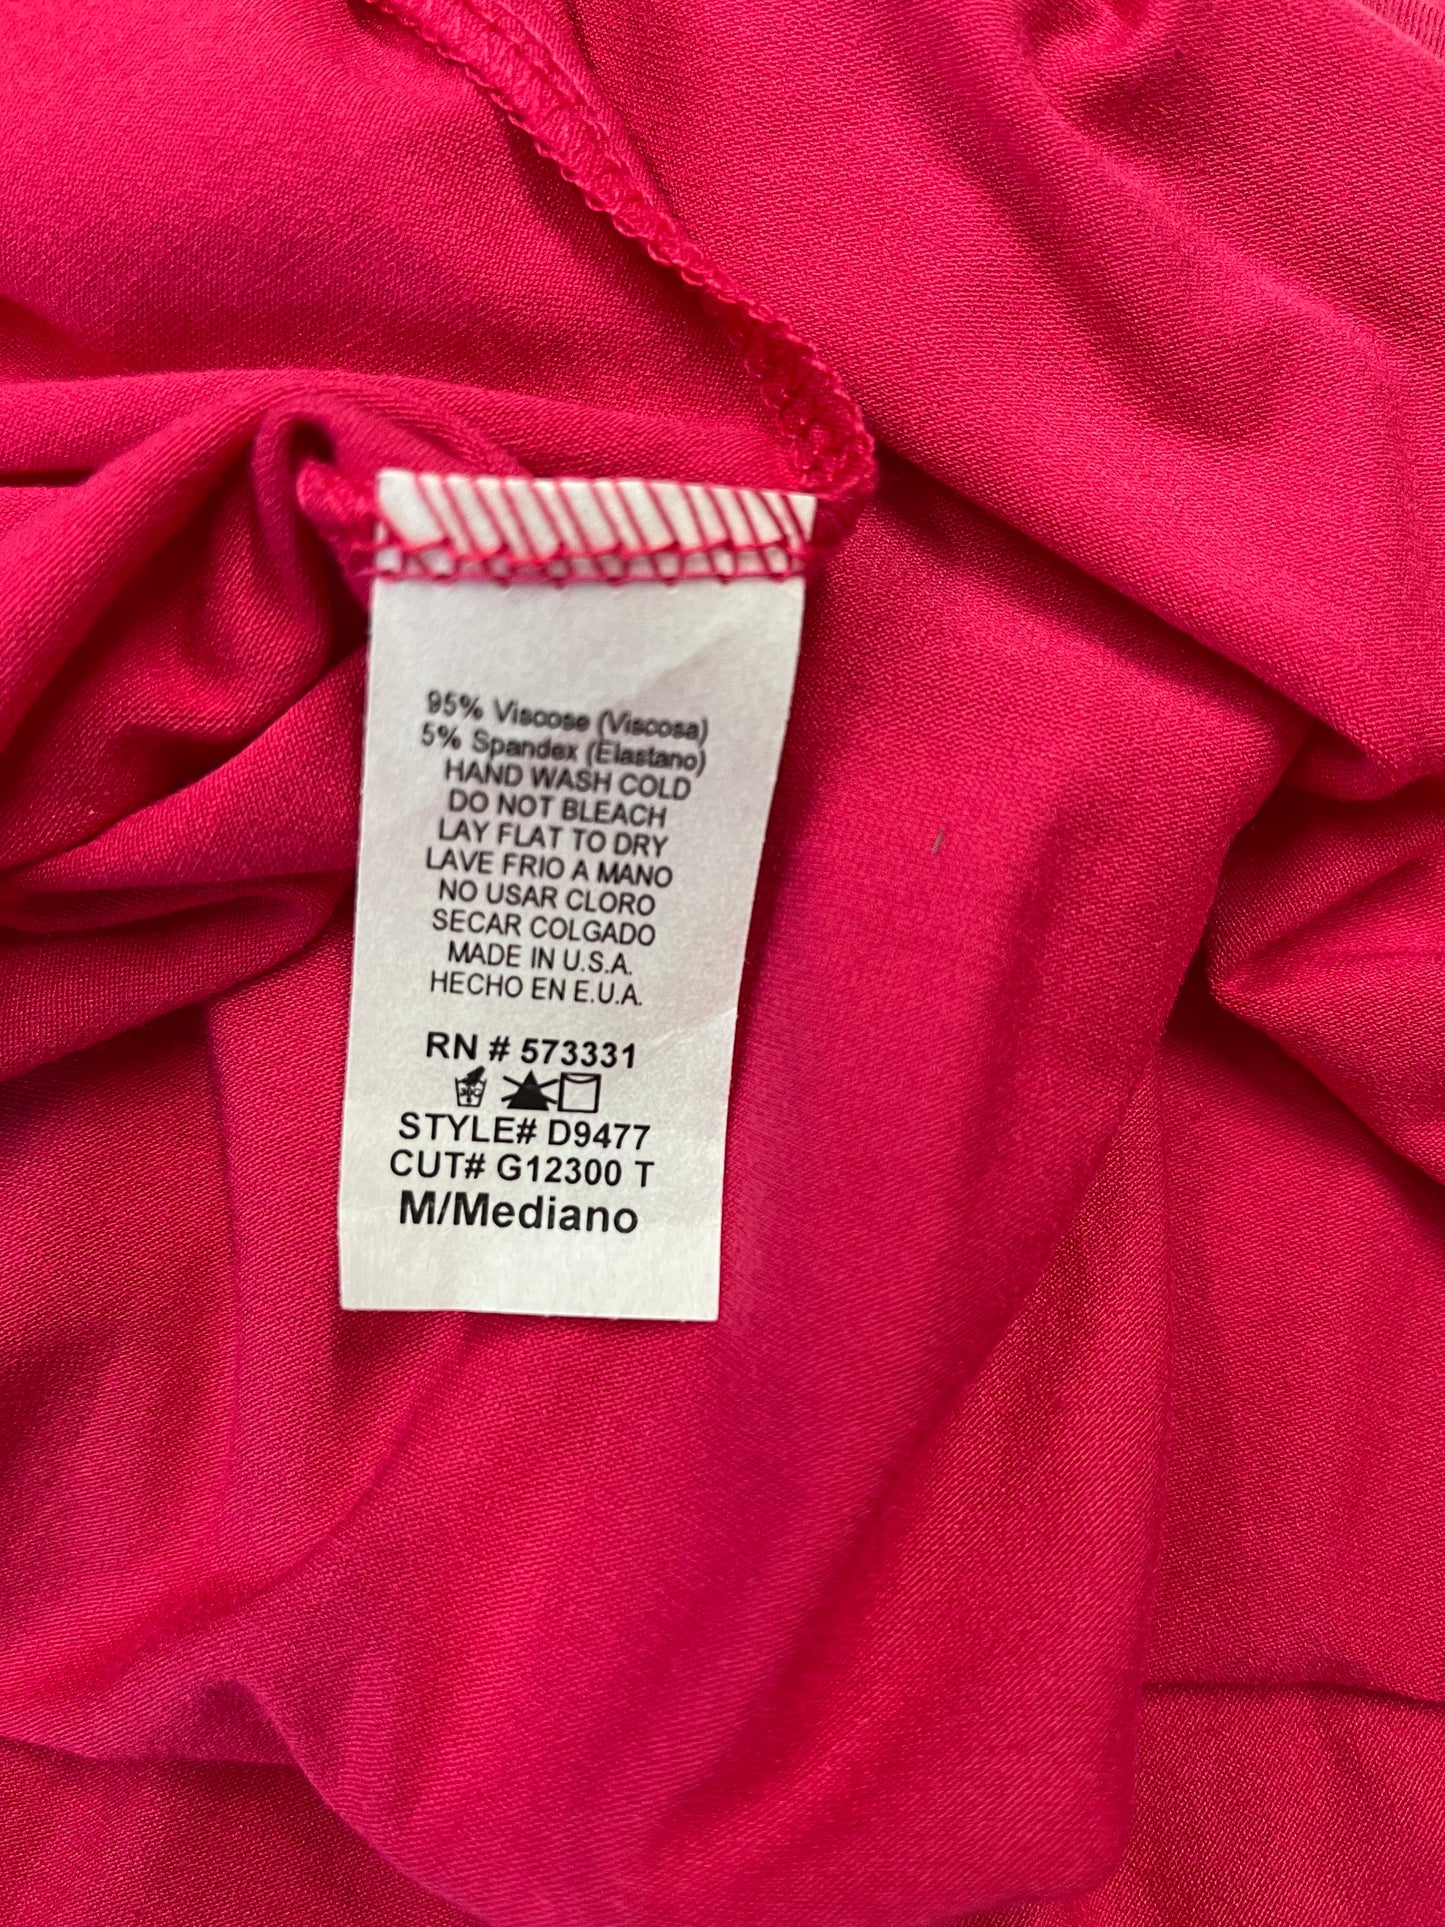 95% Viscose (Viscosa)
5% Spandex (Elastano)
HAND WASH COLD
DO NOT BLEACH
LAY FLAT TO DRY
LAVE FRIO A MANO
NO USAR CLORO
SECAR COLGADO
MADE IN U.S.A.
HECHO EN E.U.A.
RN # 573331
STYLE# D9477
CUT# G12300 T
M/Mediano